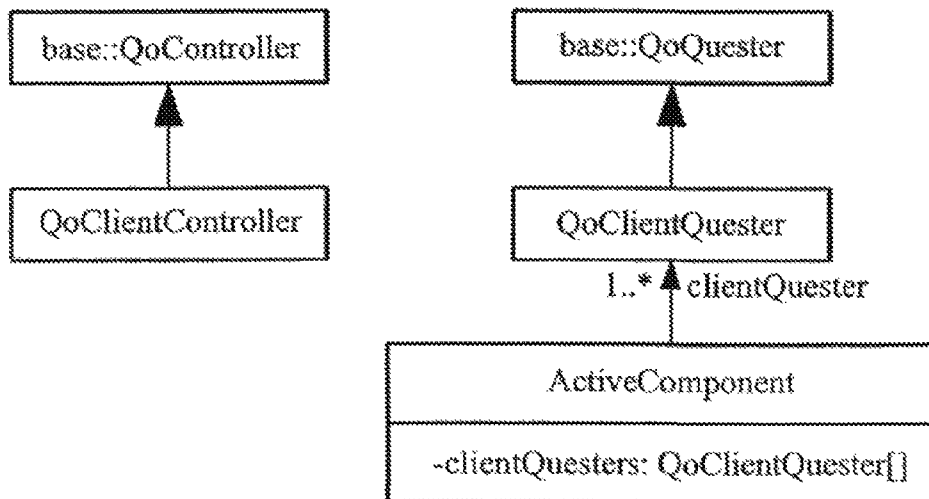 base::QoController
base::QoQuester
QoClientController
QoClientQuester
1..* clientQuester
ActiveComponent
-clientQuesters: QoClientQuester[]